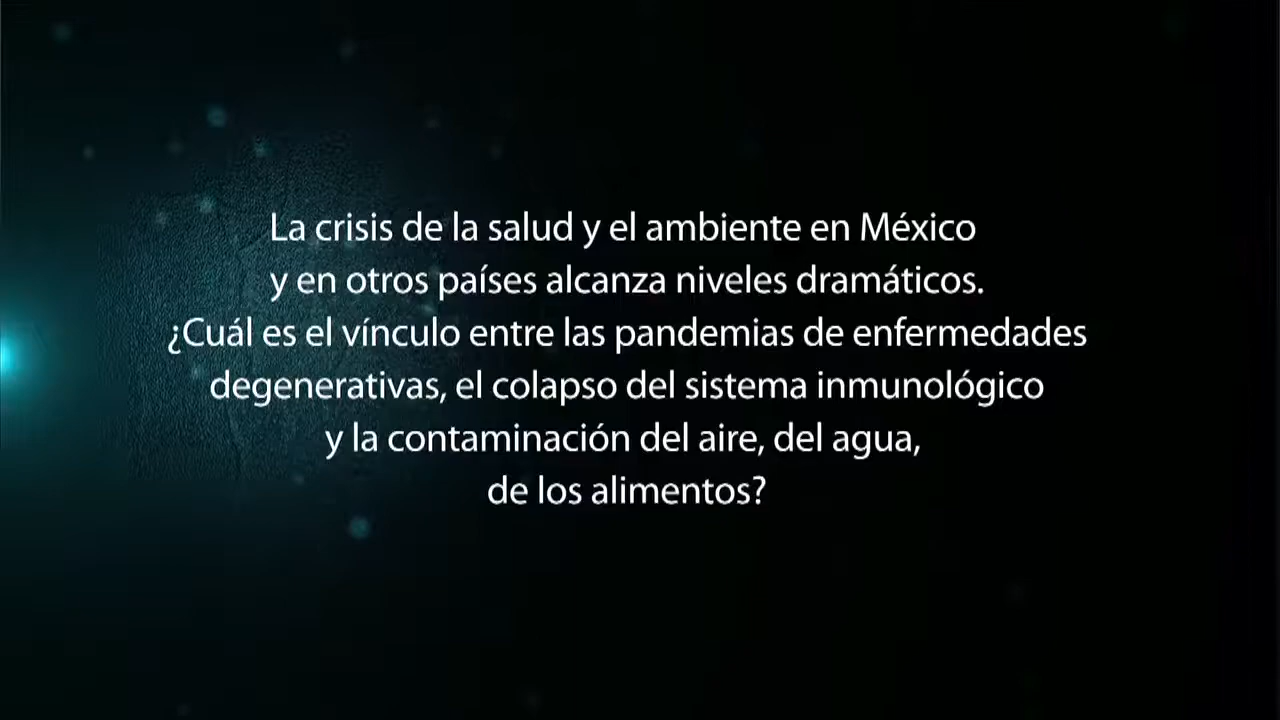 La crisis de la salud y el ambiente en México
y en otros países alcanza niveles dramáticos.
¿Cuál es el vínculo entre las pandemias de enfermedades
degenerativas, el colapso del sistema inmunológico
y la contaminación del aire, del agua,
de los alimentos?